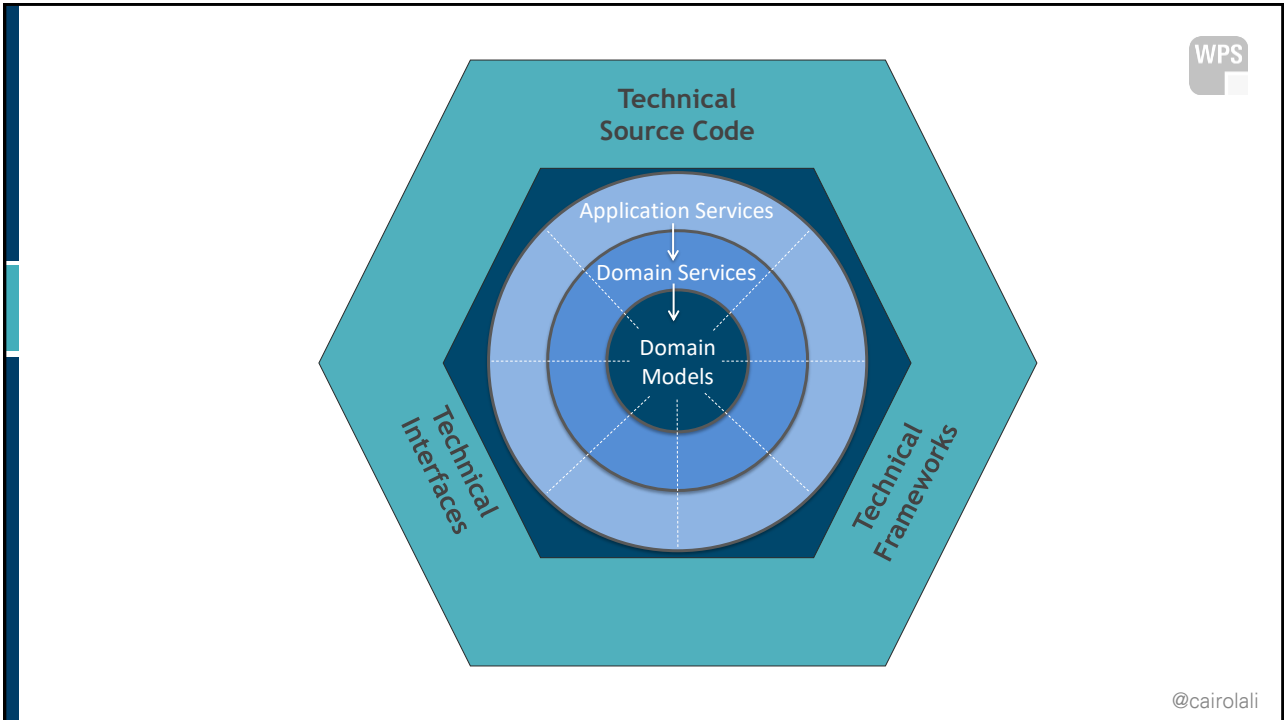 WPS
Technical
Source Code
Application Services
Domain Services
Domain
Models
Technical
Interfaces
Technical
Frameworks
@cairolali